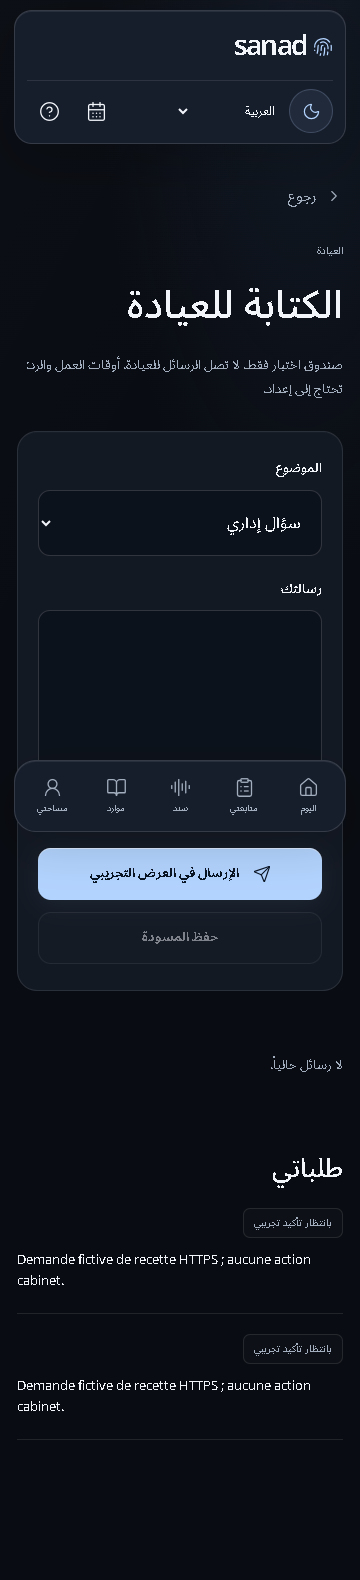 sanad
العربية
رجوع
العيادة
الكتابة للعيادة
صندوق اختبار فقط. لا تصل الرسائل للعيادة. أوقات العمل والرد:
تحتاج إلى إعداد.
الموضوع
سؤال إداري
رسالتك
اليوم
متابعتي
سند
موارد
مساحتي
الإرسال في العرض التجريبي
حفظ المسودة
لا رسائل حالياً.
طلباتي
بانتظار تأكيد تجريبي
Demande fictive de recette HTTPS ; aucune action
cabinet.
بانتظار تأكيد تجريبي
Demande fictive de recette HTTPS ; aucune action
cabinet.